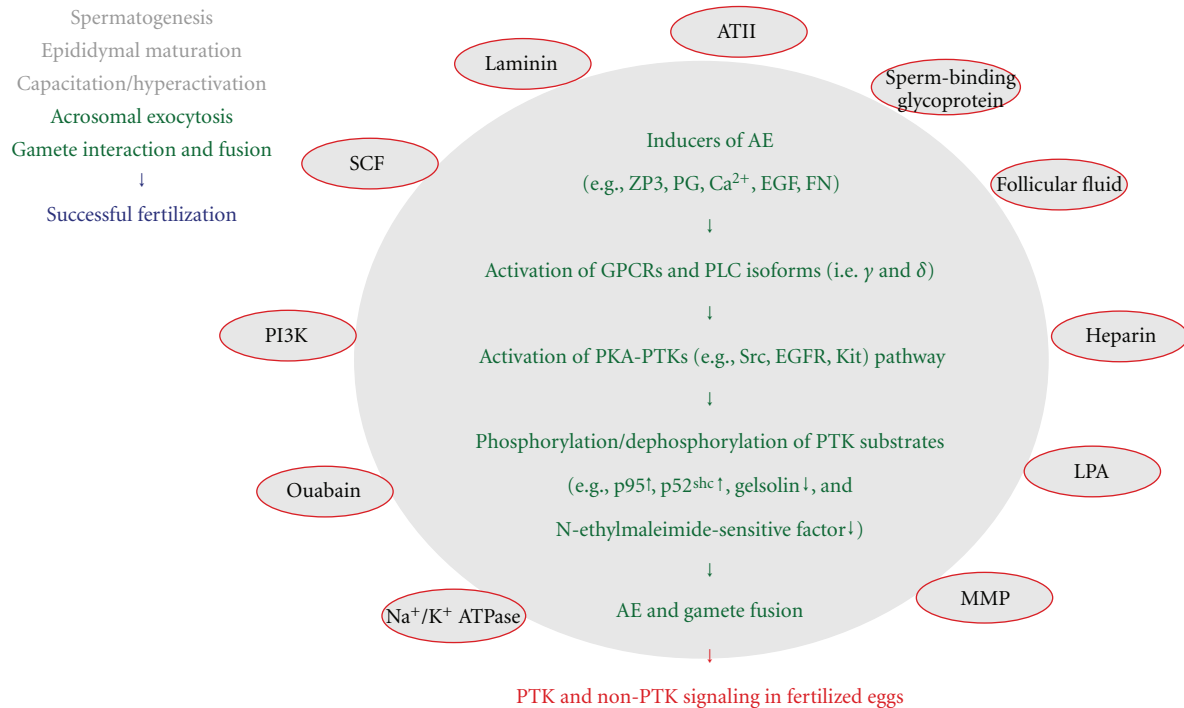 Spermatogenesis
Epididymal maturation
Capacitation/hyperactivation
Acrosomal exocytosis
Gamete interaction and fusion
↓
Successful fertilization
ATII
Laminin
Sperm-binding
glycoprotein
SCF
Follicular fluid
PI3K
Heparin
Ouabain
LPA
Na⁺/K⁺ ATPase
MMP
Inducers of AE
(e.g., ZP3, PG, Ca²⁺, EGF, FN)
↓
Activation of GPCRs and PLC isoforms (i.e. γ and δ)
↓
Activation of PKA-PTKs (e.g., Src, EGFR, Kit) pathway
↓
Phosphorylation/dephosphorylation of PTK substrates
(e.g., p95↑, p52ˢʰᶜ↑, gelsolin↓, and
N-ethylmaleimide-sensitive factor↓)
↓
AE and gamete fusion
↓
PTK and non-PTK signaling in fertilized eggs